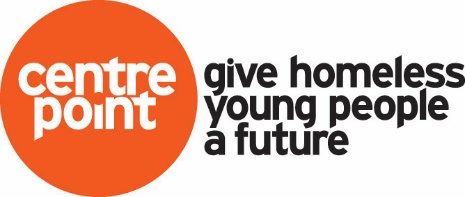 centre
point
give homeless
young people
a future